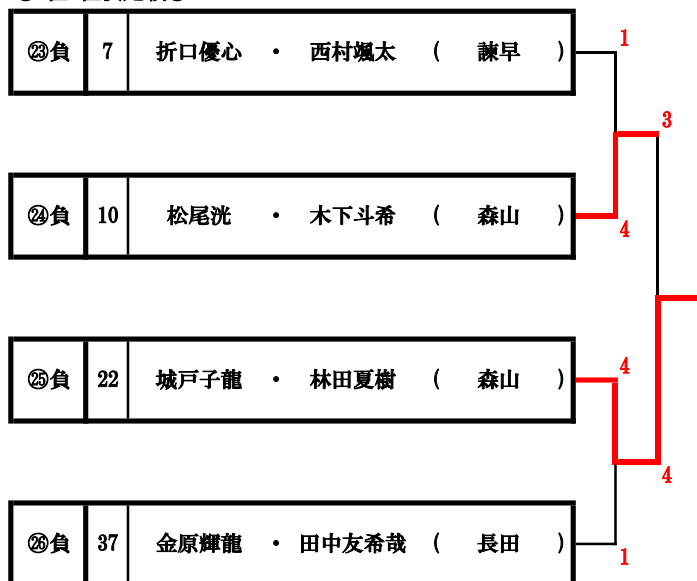 ㉓負 7 折口優心 ・ 西村颯太 ( 諫早 ) 1
3
㉔負 10 松尾洸 ・ 木下斗希 ( 森山 ) 4
㉕負 22 城戸子龍 ・ 林田夏樹 ( 森山 ) 4
4
㉖負 37 金原輝龍 ・ 田中友希哉 ( 長田 ) 1